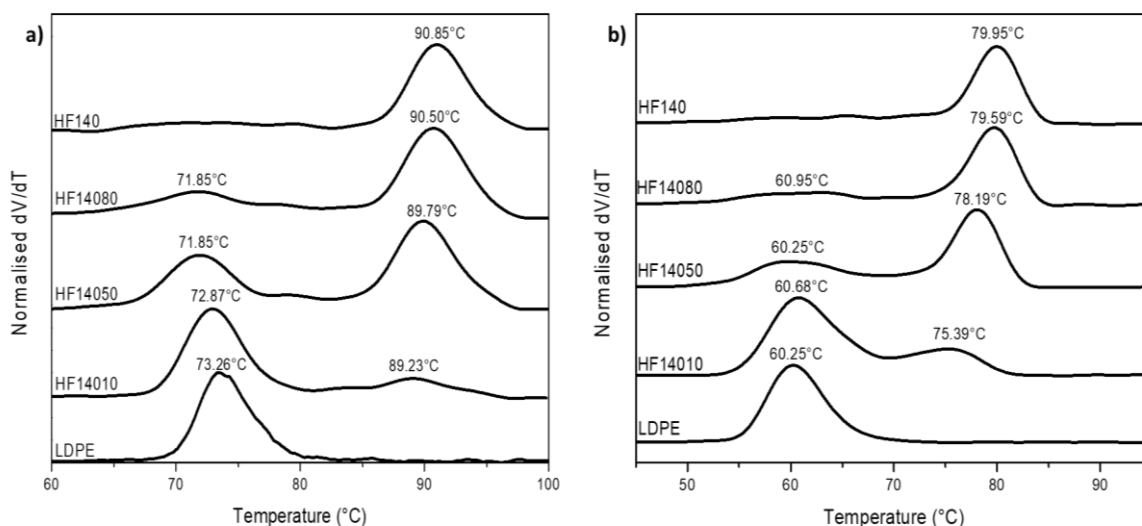 a)
90.85°C
HF140
90.50°C
71.85°C
HF14080
89.79°C
71.85°C
HF14050
72.87°C
89.23°C
73.26°C
HF14010
LDPE
60 70 80 90 100
Temperature (°C)
Normalised dV/dT
b)
79.95°C
HF140
79.59°C
60.95°C
HF14080
78.19°C
60.25°C
HF14050
60.68°C
75.39°C
60.25°C
HF14010
LDPE
50 60 70 80 90
Temperature (°C)
Normalised dV/dT